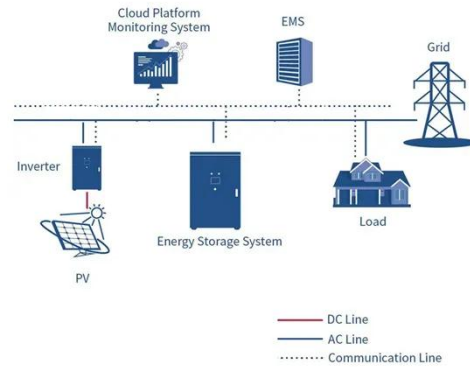 Cloud Platform
Monitoring System
EMS
Grid
Inverter
Energy Storage System
Load
PV
DC Line
AC Line
Communication Line